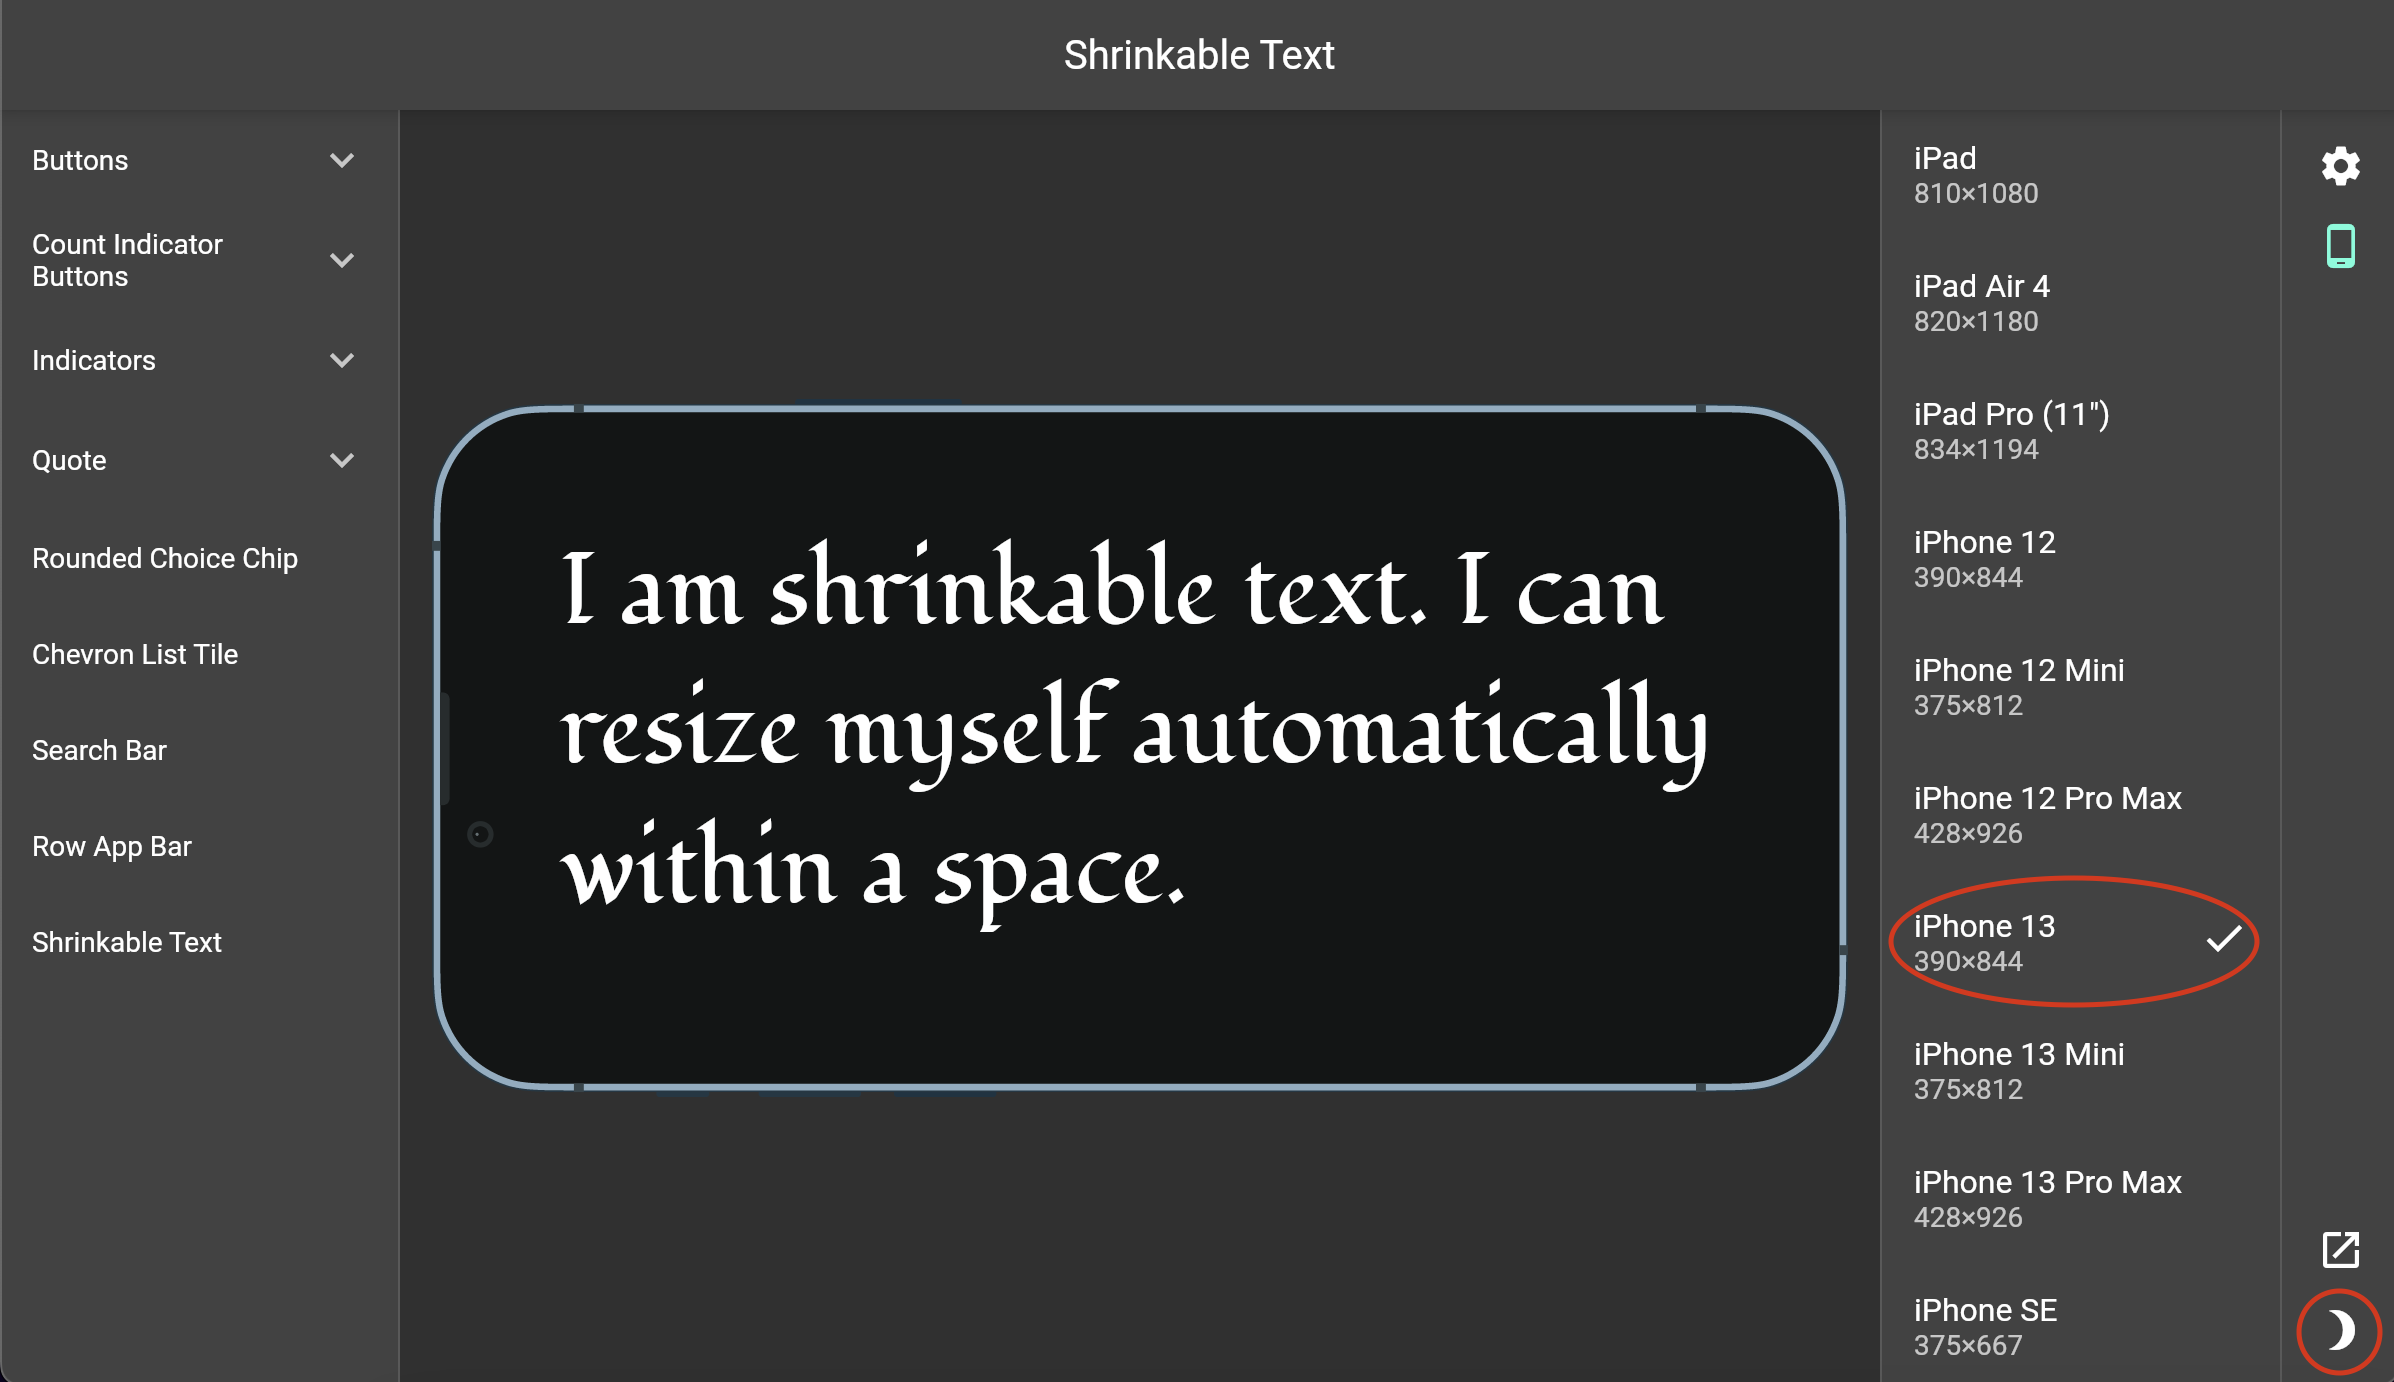 Shrinkable Text
Buttons
Count Indicator
Buttons
Indicators
Quote
Rounded Choice Chip
Chevron List Tile
Search Bar
Row App Bar
Shrinkable Text
I am shrinkable text. I can
resize myself automatically
within a space.
iPad
810×1080
iPad Air 4
820×1180
iPad Pro (11")
834×1194
iPhone 12
390×844
iPhone 12 Mini
375×812
iPhone 12 Pro Max
428×926
iPhone 13
390×844
iPhone 13 Mini
375×812
iPhone 13 Pro Max
428×926
iPhone SE
375×667